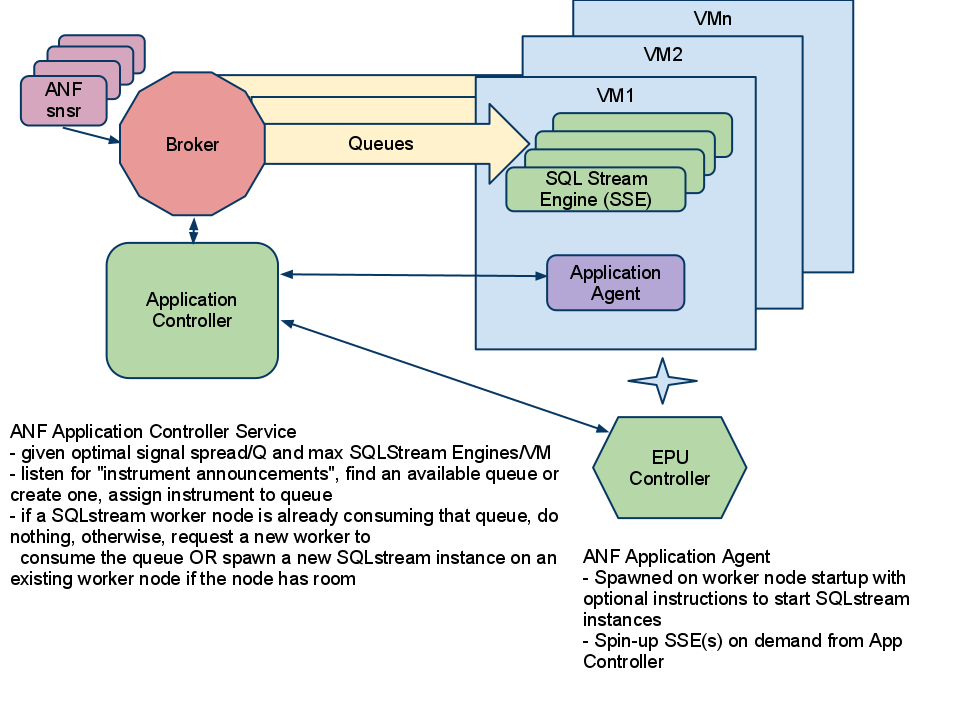 VMn
VM2
VM1
ANF
snsr
Broker
Queues
SQL Stream
Engine (SSE)
Application
Agent
Application
Controller
EPU
Controller
ANF Application Controller Service
- given optimal signal spread/Q and max SQLStream Engines/VM
- listen for "instrument announcements", find an available queue or
create one, assign instrument to queue
- if a SQLstream worker node is already consuming that queue, do
nothing, otherwise, request a new worker to
consume the queue OR spawn a new SQLstream instance on an
existing worker node if the node has room
ANF Application Agent
- Spawned on worker node startup with
optional instructions to start SQLstream
instances
- Spin-up SSE(s) on demand from App
Controller